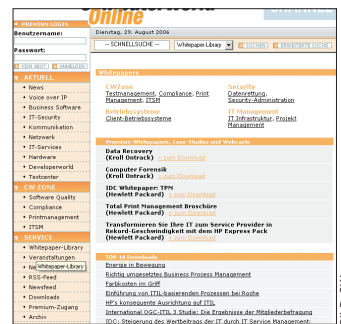 Online
PREMIUM-LOGIN
Benutzername:
Passwort:
KEIN ABO? ANMELDEN
AKTUELL
News
Voice over IP
Business Software
IT-Security
Kommunikation
Netzwerk
IT-Services
Hardware
Developerworld
Testcenter
CW ZONE
Software Quality
Compliance
Printmanagement
ITSM
SERVICE
Whitepaper-Library
Veranstaltungen
Whitepaper-Library
RSS-Feed
Newsfeed
Downloads
Premium-Zugang
Archiv
Dienstag, 29. August 2006
-- SCHNELLSUCHE -- Whitepaper-Library SUCHEN ERWEITERTE SUCHE
Whitepapers
CWZone
Testmanagement, Compliance, Print
Management, ITSM
Security
Datenrettung,
Security-Administration
Betriebssysteme
Client-Betriebssysteme
IT Management
IT Infrastruktur, Projekt
Management
Premium Whitepapers, Case-Studies und Webcasts
Data Recovery
(Kroll Ontrack) » zum Download
Computer Forensik
(Kroll Ontrack) » zum Download
IDC Whitepaper: TPM
(Hewlett Packard) » zum Download
Total Print Management Broschüre
(Hewlett Packard) » zum Download
Transformieren Sie Ihre IT zum Service Provider in
Rekord-Geschwindigkeit mit dem HP Express Pack
(Hewlett Packard) » zum Download
TOP 10 Downloads
Energie in Bewegung
Richtig umgesetztes Business Process Management
Farbkosten im Griff
Einführung von ITIL-basierenden Prozessen bei Roche
HFs konsequente Ausrichtung auf ITIL
International OGC-ITIL 3 Studie: Die Ergebnisse der Mitgliederbefragung
IDC: Steigerung des Wertbeitrags der IT durch IT Service Management: